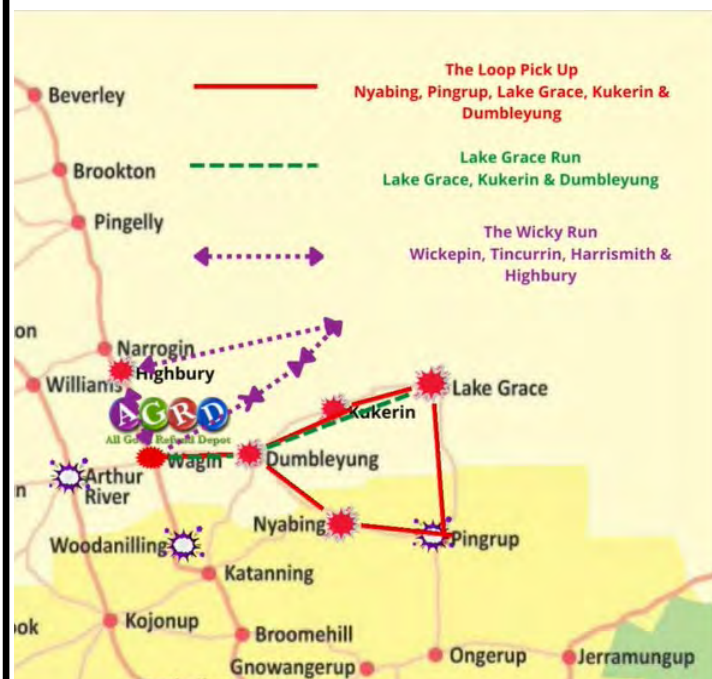 The Loop Pick Up
Nyabing, Pingrup, Lake Grace, Kukerin &
Dumbleyung
Beverley
Lake Grace Run
Lake Grace, Kukerin & Dumbleyung
Brookton
Pingelly
The Wicky Run
Wickepin, Tincurrin, Harrismith &
Highbury
on
Narrogin
Highbury
Williams
Lake Grace
AGRD
Kukerin
All Good Refund Depot
Wagin
Dumbleyung
Arthur
River
n
Nyabing
Woodanilling
Pingrup
Katanning
Kojonup
ook
Broomehill
Gnowangerup
Ongerup
Jerramungup